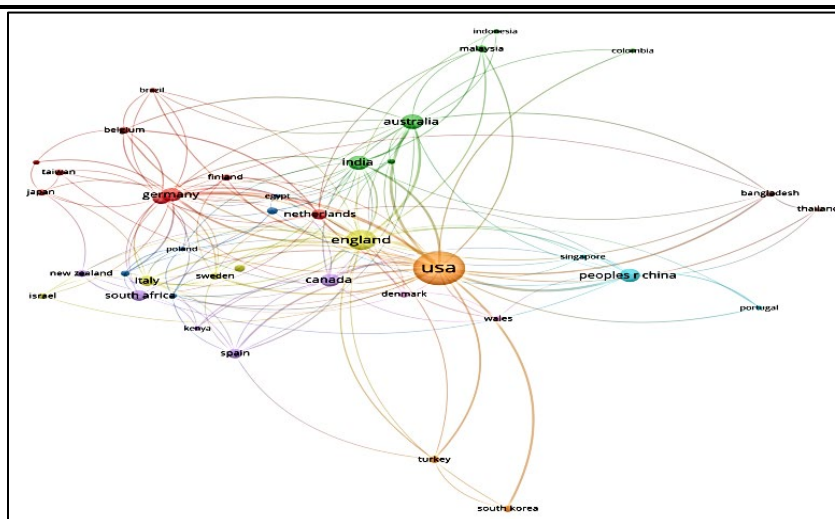 indonesia
malaysia
colombia
brazil
australia
belgium
india
taiwan
finland
japan
germany
egypt
bangladesh
netherlands
thailand
england
poland
singapore
usa
new zealand
sweden
peoples r china
Italy
canada
israel
south africa
denmark
portugal
wales
kenya
spain
turkey
south korea